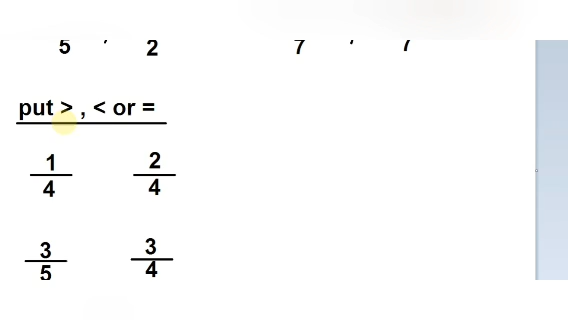 5 , 2 7 , 7
put > , < or =
1 2
4 4
3 3
5 4